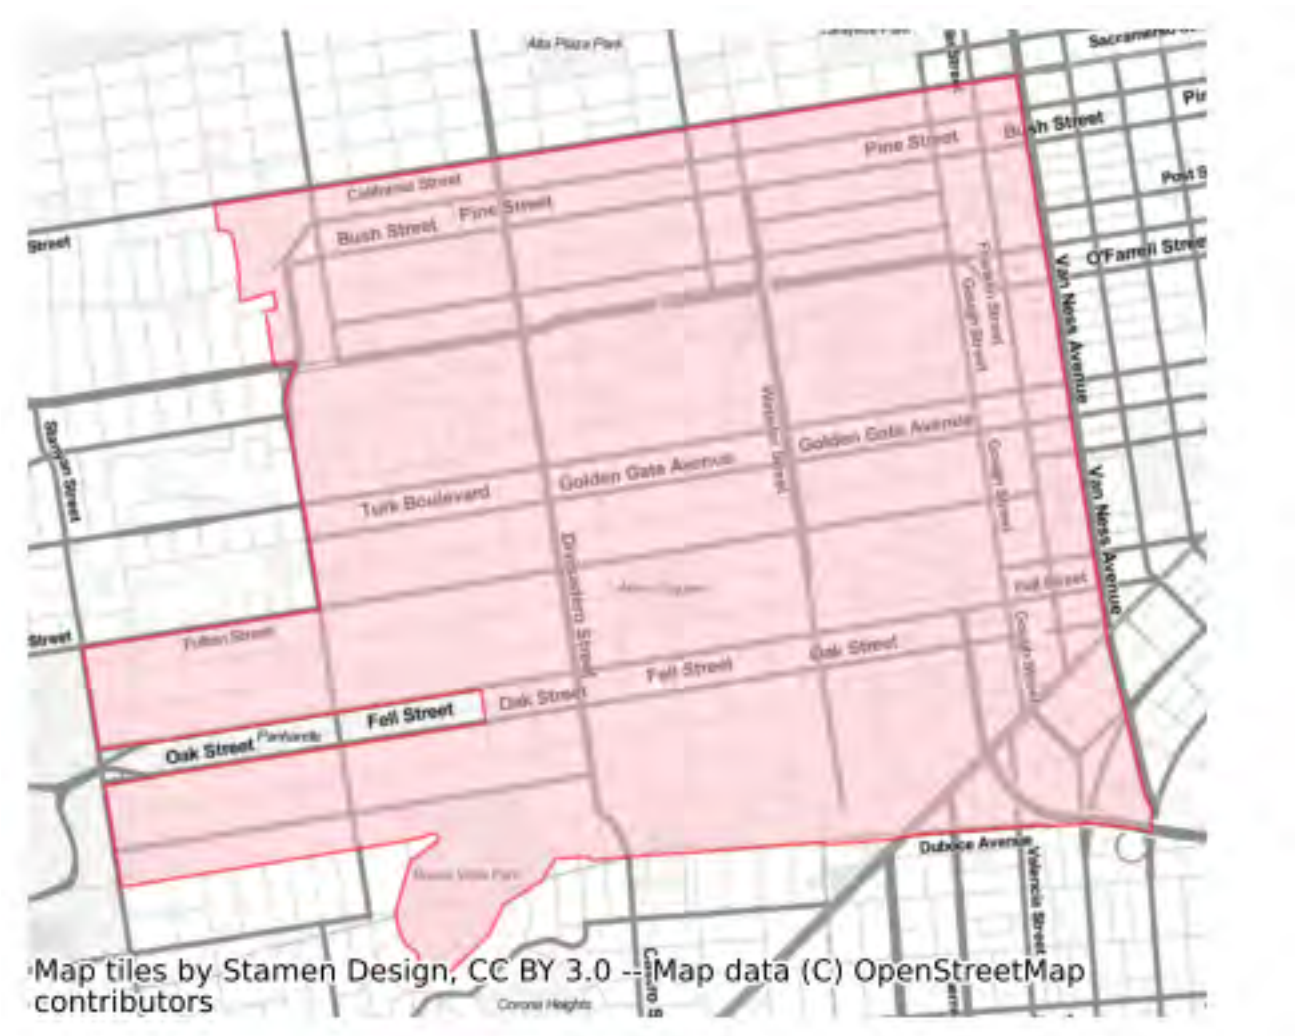 Alta Plaza Park
Sacramento
Pin
Bush Street
Pine Street
California Street
Pine Street
Bush Street
Post S
Street
O'Farrell Stree
Franklin Street
Gough Street
Van Ness Avenue
Stanyan Street
Webster Street
Golden Gate Avenue
Golden Gate Avenue
Turk Boulevard
Gough Street
Van Ness Avenue
Divisadero Street
Fell Street
Street
Fulton Street
Gough Street
Oak Street
Fell Street
Oak Street
Fell Street
Oak Street
Panhandle
Duboce Avenue
Valencia Street
Buena Vista Park
Castro S
Map tiles by Stamen Design, CC BY 3.0 -- Map data (C) OpenStreetMap
contributors
Corona Heights